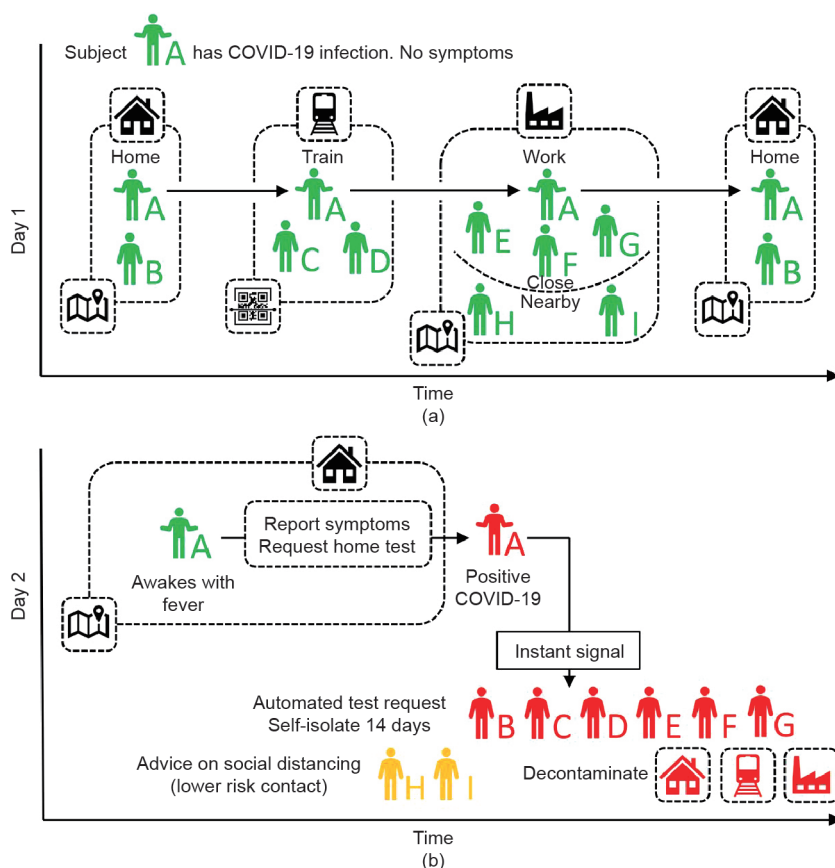 Subject A has COVID-19 infection. No symptoms
Home
Train
Work
Home
A
A
A
A
B
C
D
E
F
G
B
Close
Nearby
H
I
Day 1
Time
(a)
A
Report symptoms
Request home test
A
Awakes with
fever
Positive
COVID-19
Day 2
Instant signal
Automated test request
Self-isolate 14 days
B C D E F G
Advice on social distancing
(lower risk contact)
H I
Decontaminate
Time
(b)